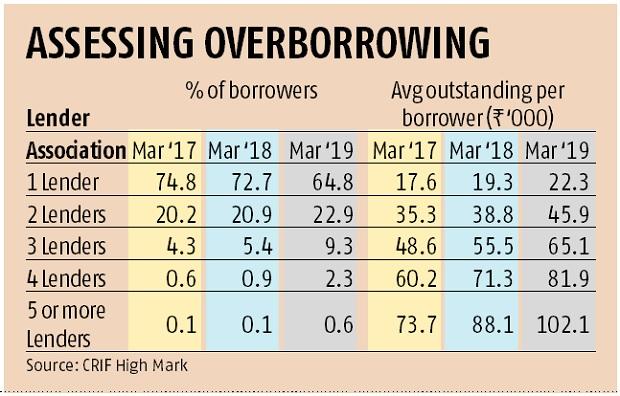 ASSESSING OVERBORROWING
% of borrowers Avg outstanding per
Lender borrower (₹ ‘000)
Association Mar ‘17 Mar ‘18 Mar ‘19 Mar ‘17 Mar ‘18 Mar ‘19
1 Lender 74.8 72.7 64.8 17.6 19.3 22.3
2 Lenders 20.2 20.9 22.9 35.3 38.8 45.9
3 Lenders 4.3 5.4 9.3 48.6 55.5 65.1
4 Lenders 0.6 0.9 2.3 60.2 71.3 81.9
5 or more
Lenders 0.1 0.1 0.6 73.7 88.1 102.1
Source: CRIF High Mark